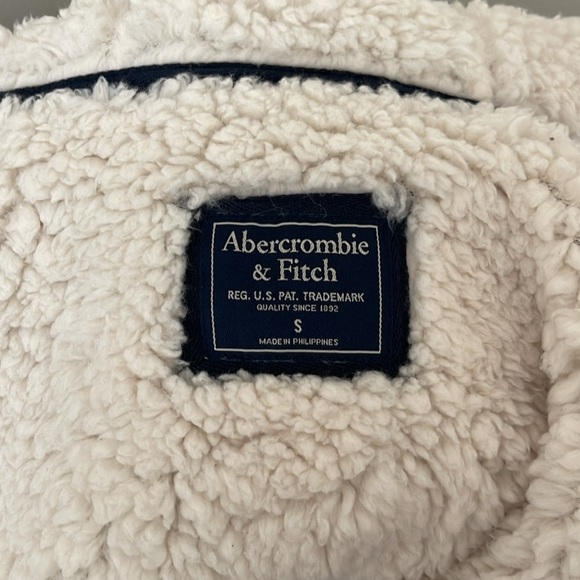 Abercrombie
& Fitch
REG. U.S. PAT. TRADEMARK
QUALITY SINCE 1892
S
MADE IN PHILIPPINES